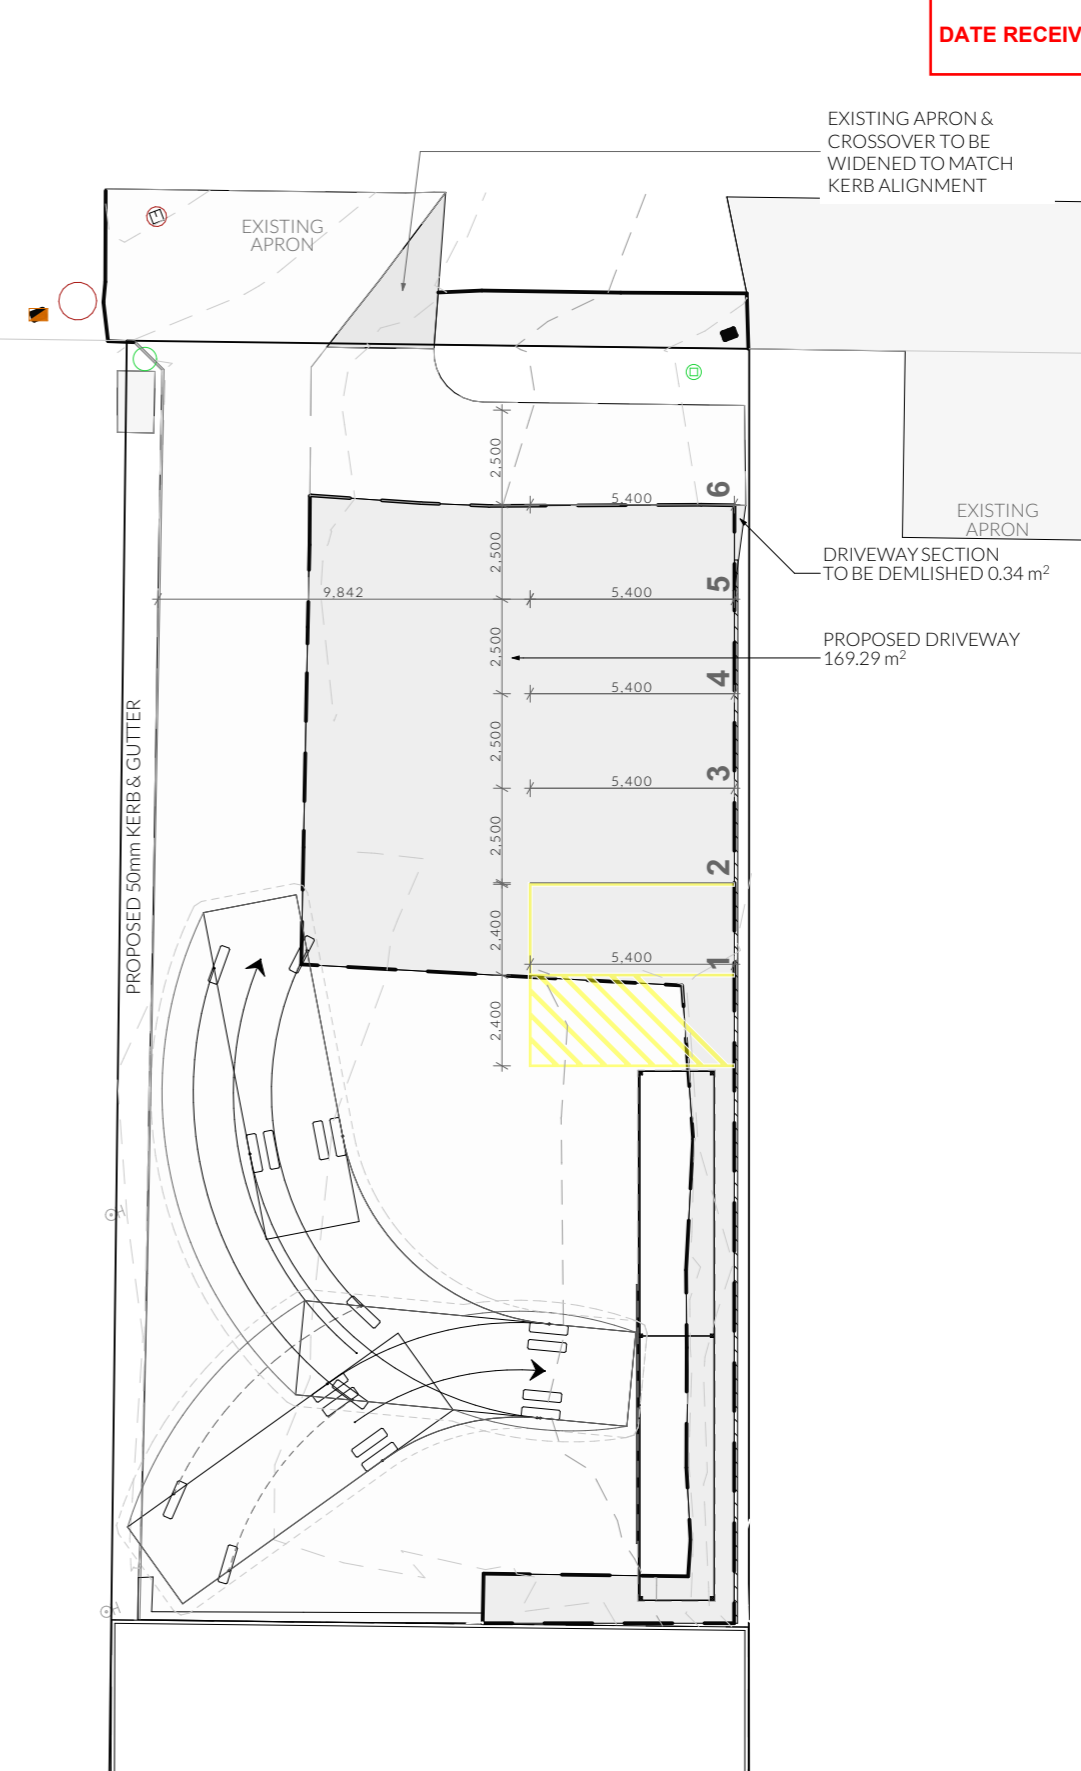 DATE RECEIV
EXISTING APRON &
CROSSOVER TO BE
WIDENED TO MATCH
KERB ALIGNMENT
EXISTING
APRON
E
2,500
5,400
6
EXISTING
APRON
2,500
DRIVEWAY SECTION
TO BE DEMLISHED 0.34 m²
9,842
5,400
5
2,500
PROPOSED DRIVEWAY
169.29 m²
5,400
4
2,500
5,400
3
PROPOSED 50mm KERB & GUTTER
2,500
2
2,400
5,400
1
2,400
H
H